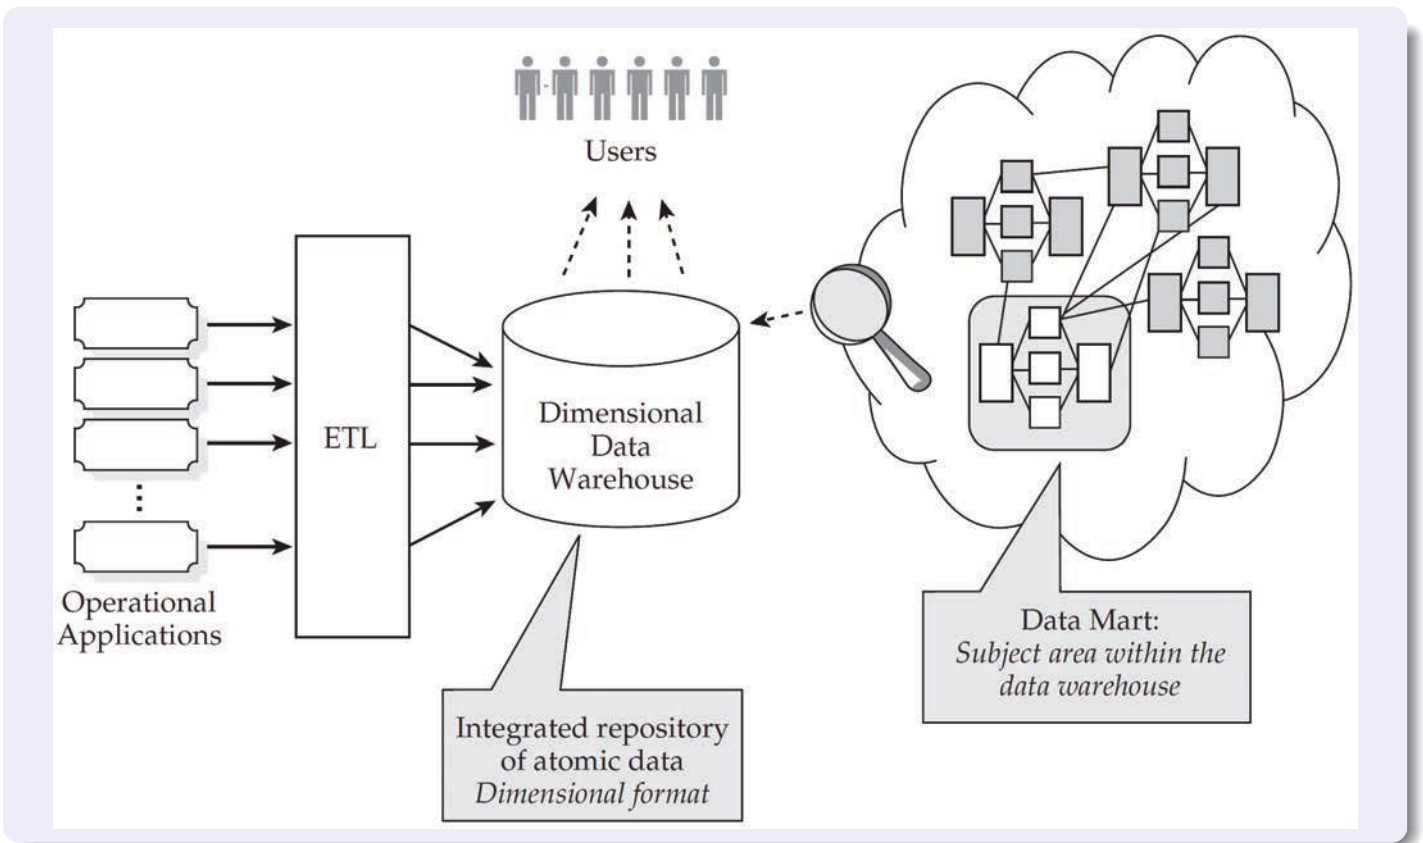 Users
ETL
Dimensional
Data
Warehouse
Operational
Applications
Data Mart:
Subject area within the
data warehouse
Integrated repository
of atomic data
Dimensional format